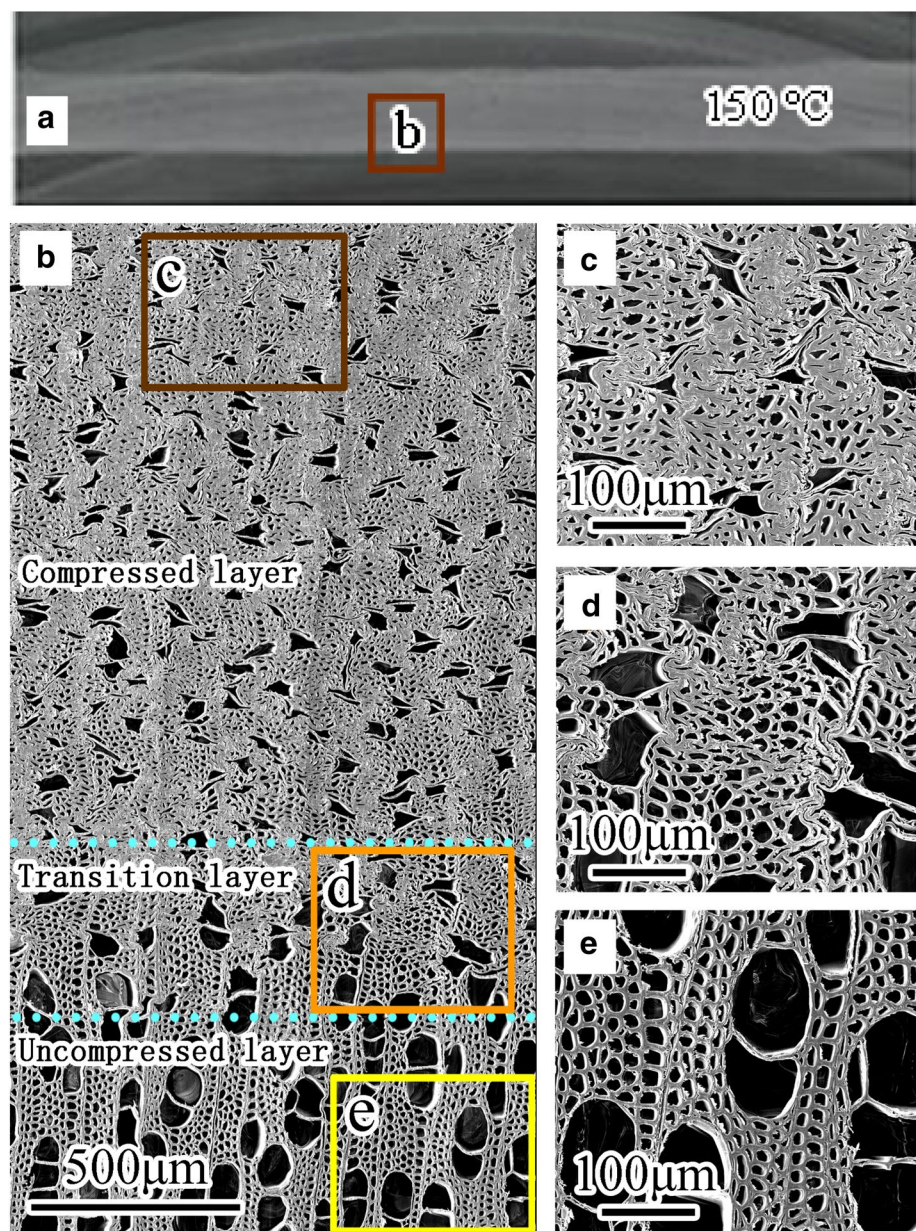 a
b
150℃
b
c
Compressed layer
Transition layer
d
Uncompressed layer
e
500μm
c
100μm
d
100μm
e
100μm